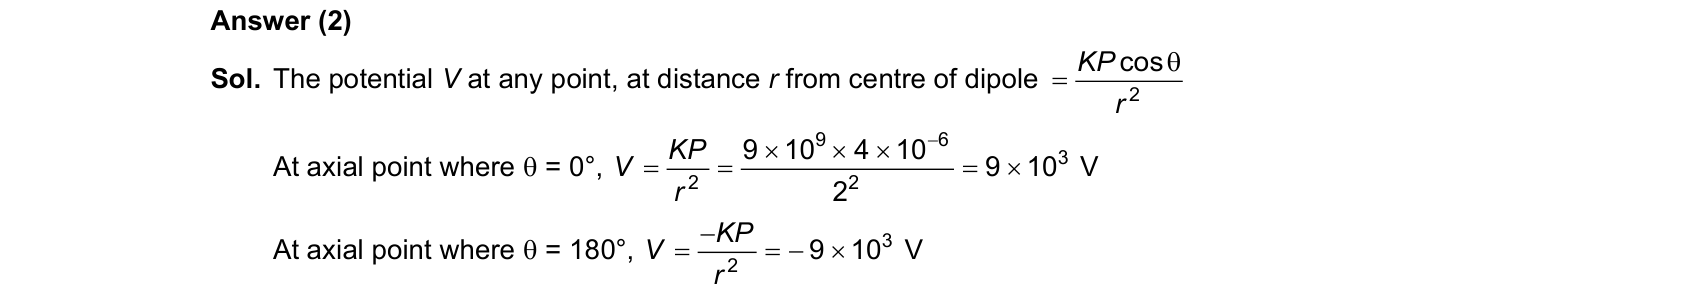 Answer (2)
Sol. The potential V at any point, at distance r from centre of dipole = KP cosθ / r²
At axial point where θ = 0°, V = KP / r² = 9 × 10⁹ × 4 × 10⁻⁶ / 2² = 9 × 10³ V
At axial point where θ = 180°, V = −KP / r² = − 9 × 10³ V